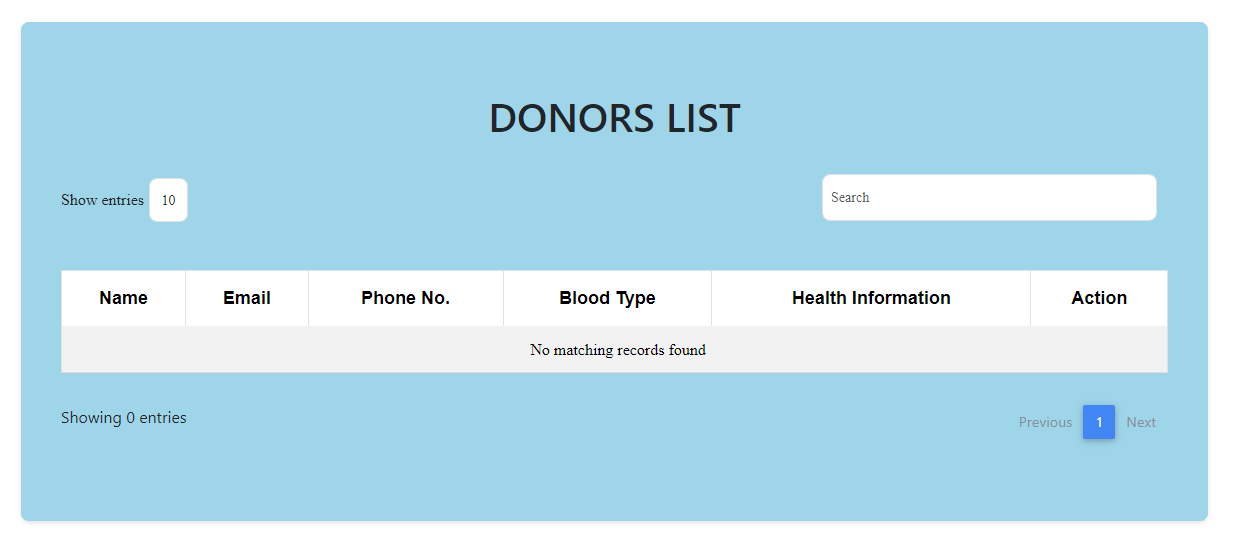 DONORS LIST
Show entries 10
Search
Name Email Phone No. Blood Type Health Information Action
No matching records found
Showing 0 entries
Previous 1 Next